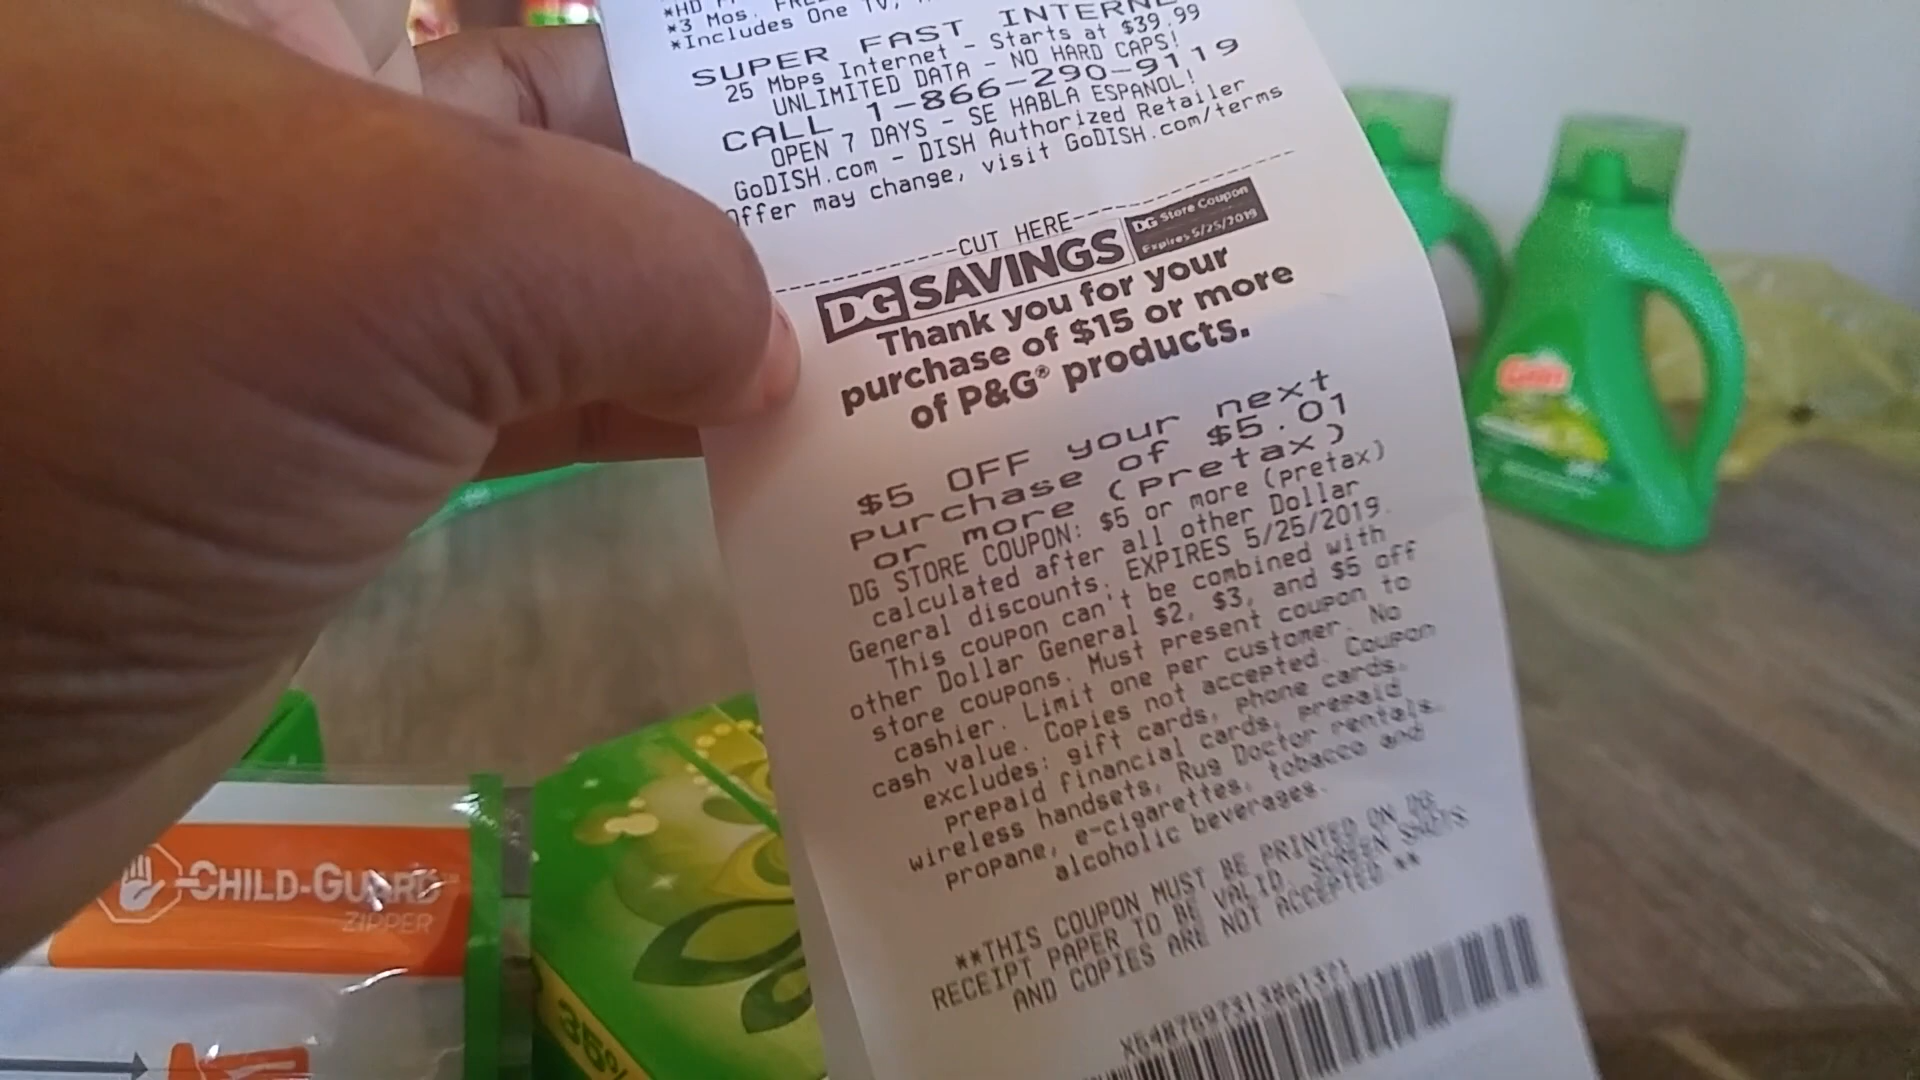 *3 Mos.
*Includes One TV,
SUPER FAST
25 Mbps Internet - Starts at $39.99
UNLIMITED DATA - NO HARD CAPS!
CALL 1-866-290-9119
OPEN 7 DAYS - SE HABLA ESPANOL!
GoDISH.com - DISH Authorized Retailer
Offer may change, visit GoDISH.com/terms
CUT HERE
DG SAVINGS
DG Store Coupon
Expires 5/25/2019
Thank you for your
purchase of $15 or more
of P&G® products.
$5 OFF your next
purchase of $5.01
or more (pretax)
DG STORE COUPON: $5 or more (pretax)
calculated after all other Dollar
General discounts. EXPIRES 5/25/2019.
This coupon can't be combined with
other Dollar General $2, $3, and $5 off
store coupons. Must present coupon to
cashier. Limit one per customer. No
cash value. Copies not accepted. Coupon
excludes: gift cards, phone cards,
prepaid financial cards, prepaid
wireless handsets, Rug Doctor rentals,
propane, e-cigarettes, tobacco and
alcoholic beverages.
**THIS COUPON MUST BE PRINTED ON DG
RECEIPT PAPER TO BE VALID. SCREEN SHOTS
AND COPIES ARE NOT ACCEPTED **
Gain
CHILD-GUARD
ZIPPER
35%